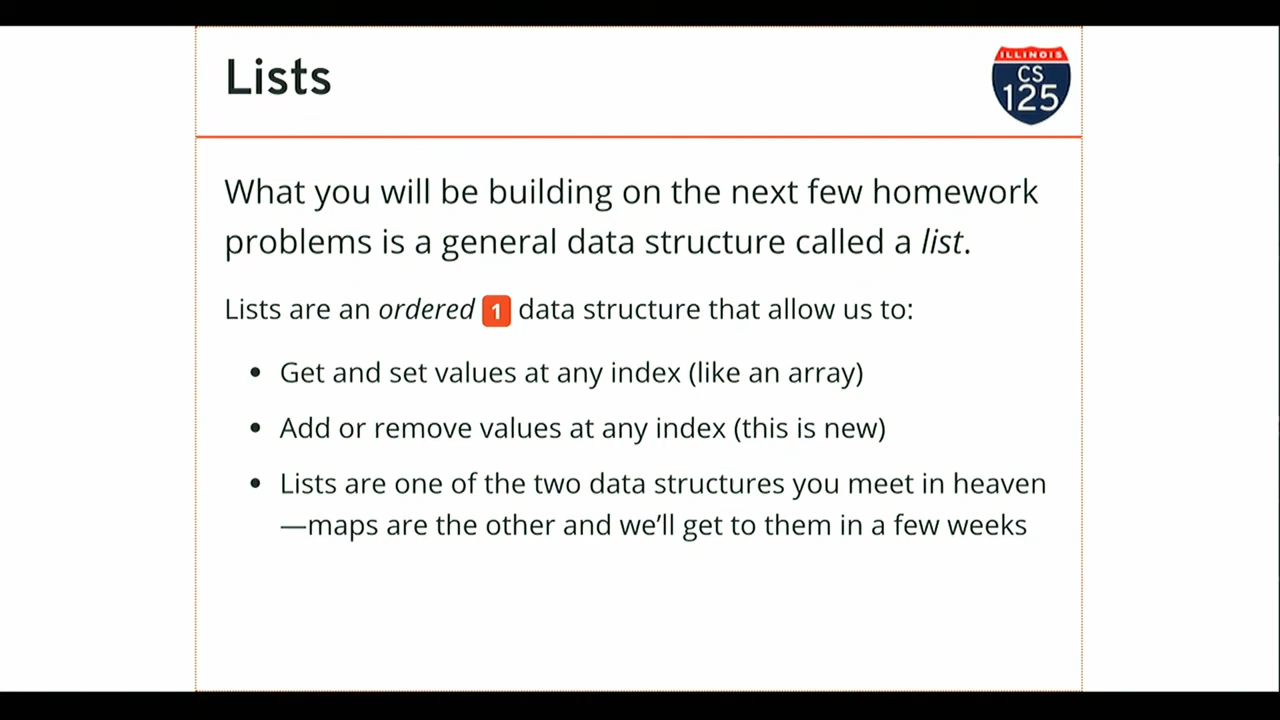 Lists
ILLINOIS
CS
125
What you will be building on the next few homework
problems is a general data structure called a list.
Lists are an ordered 1 data structure that allow us to:
• Get and set values at any index (like an array)
• Add or remove values at any index (this is new)
• Lists are one of the two data structures you meet in heaven
—maps are the other and we’ll get to them in a few weeks